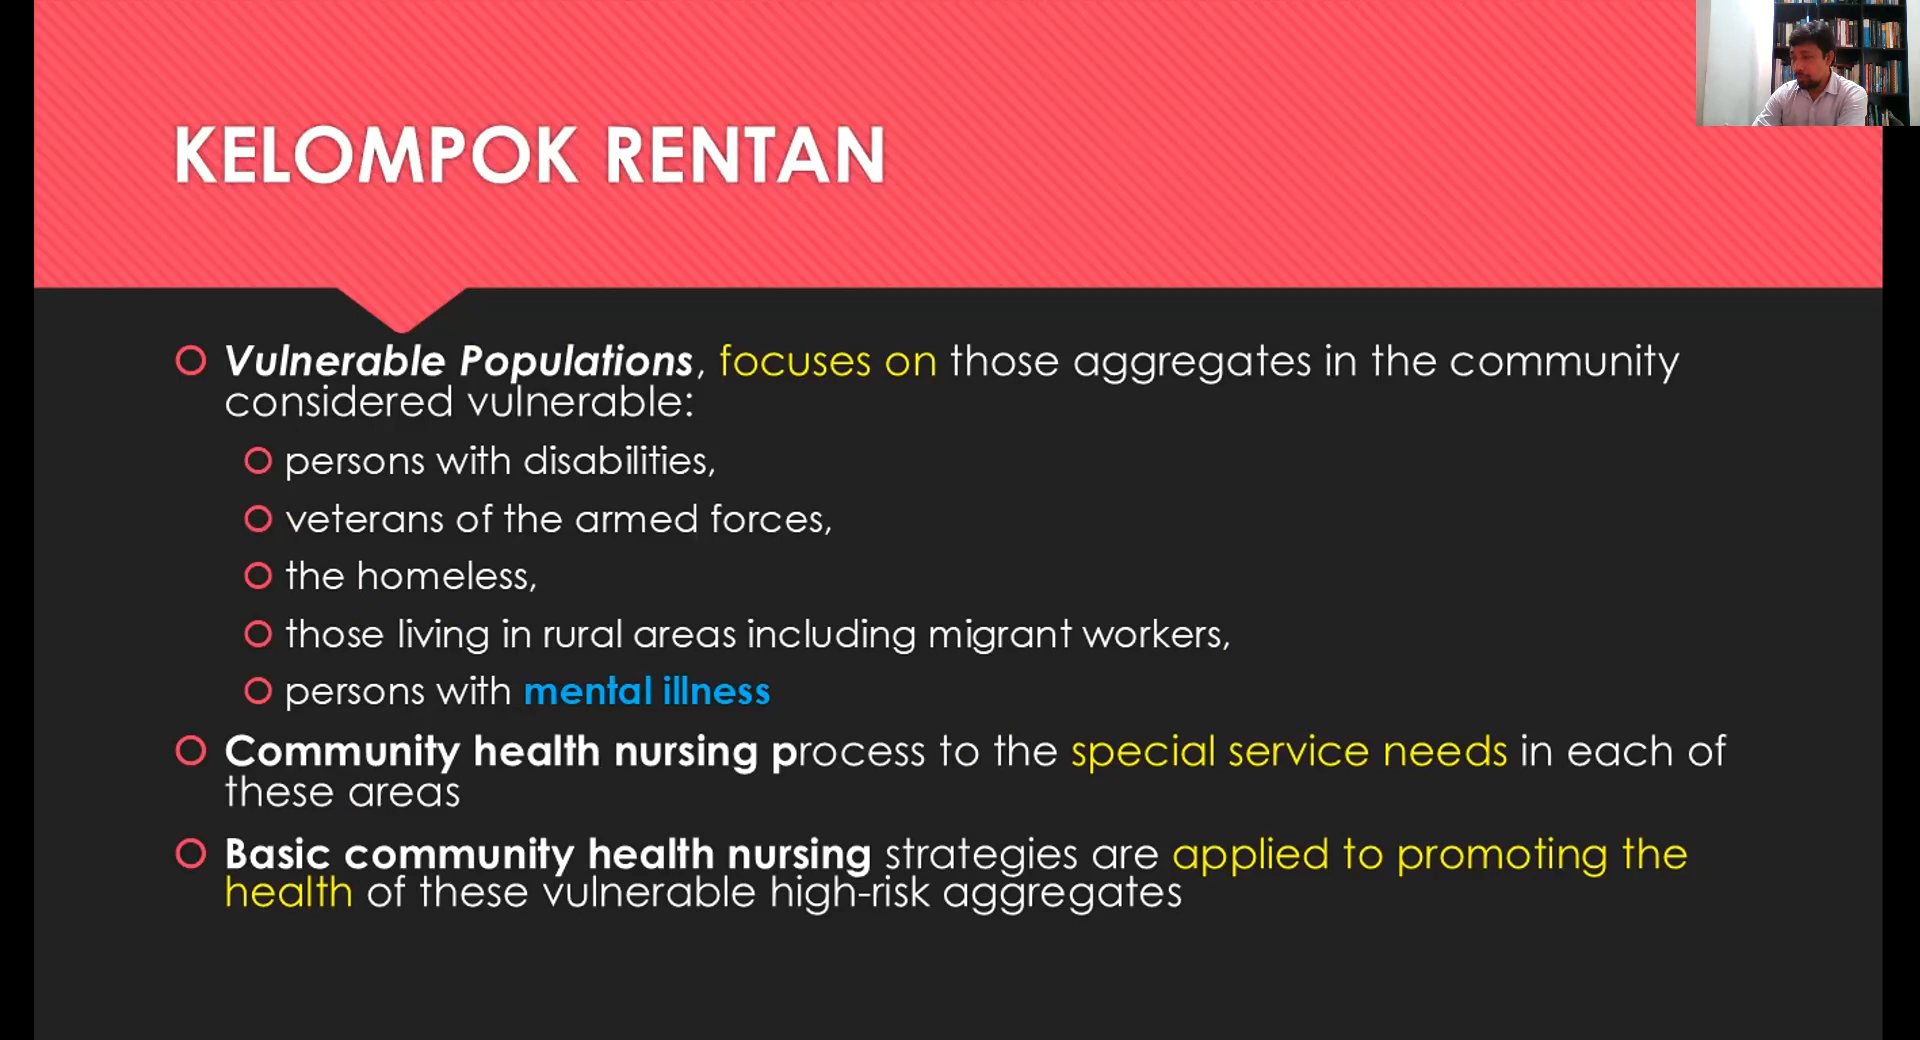 KELOMPOK RENTAN
Vulnerable Populations, focuses on those aggregates in the community
considered vulnerable:
persons with disabilities,
veterans of the armed forces,
the homeless,
those living in rural areas including migrant workers,
persons with mental illness
Community health nursing process to the special service needs in each of
these areas
Basic community health nursing strategies are applied to promoting the
health of these vulnerable high-risk aggregates